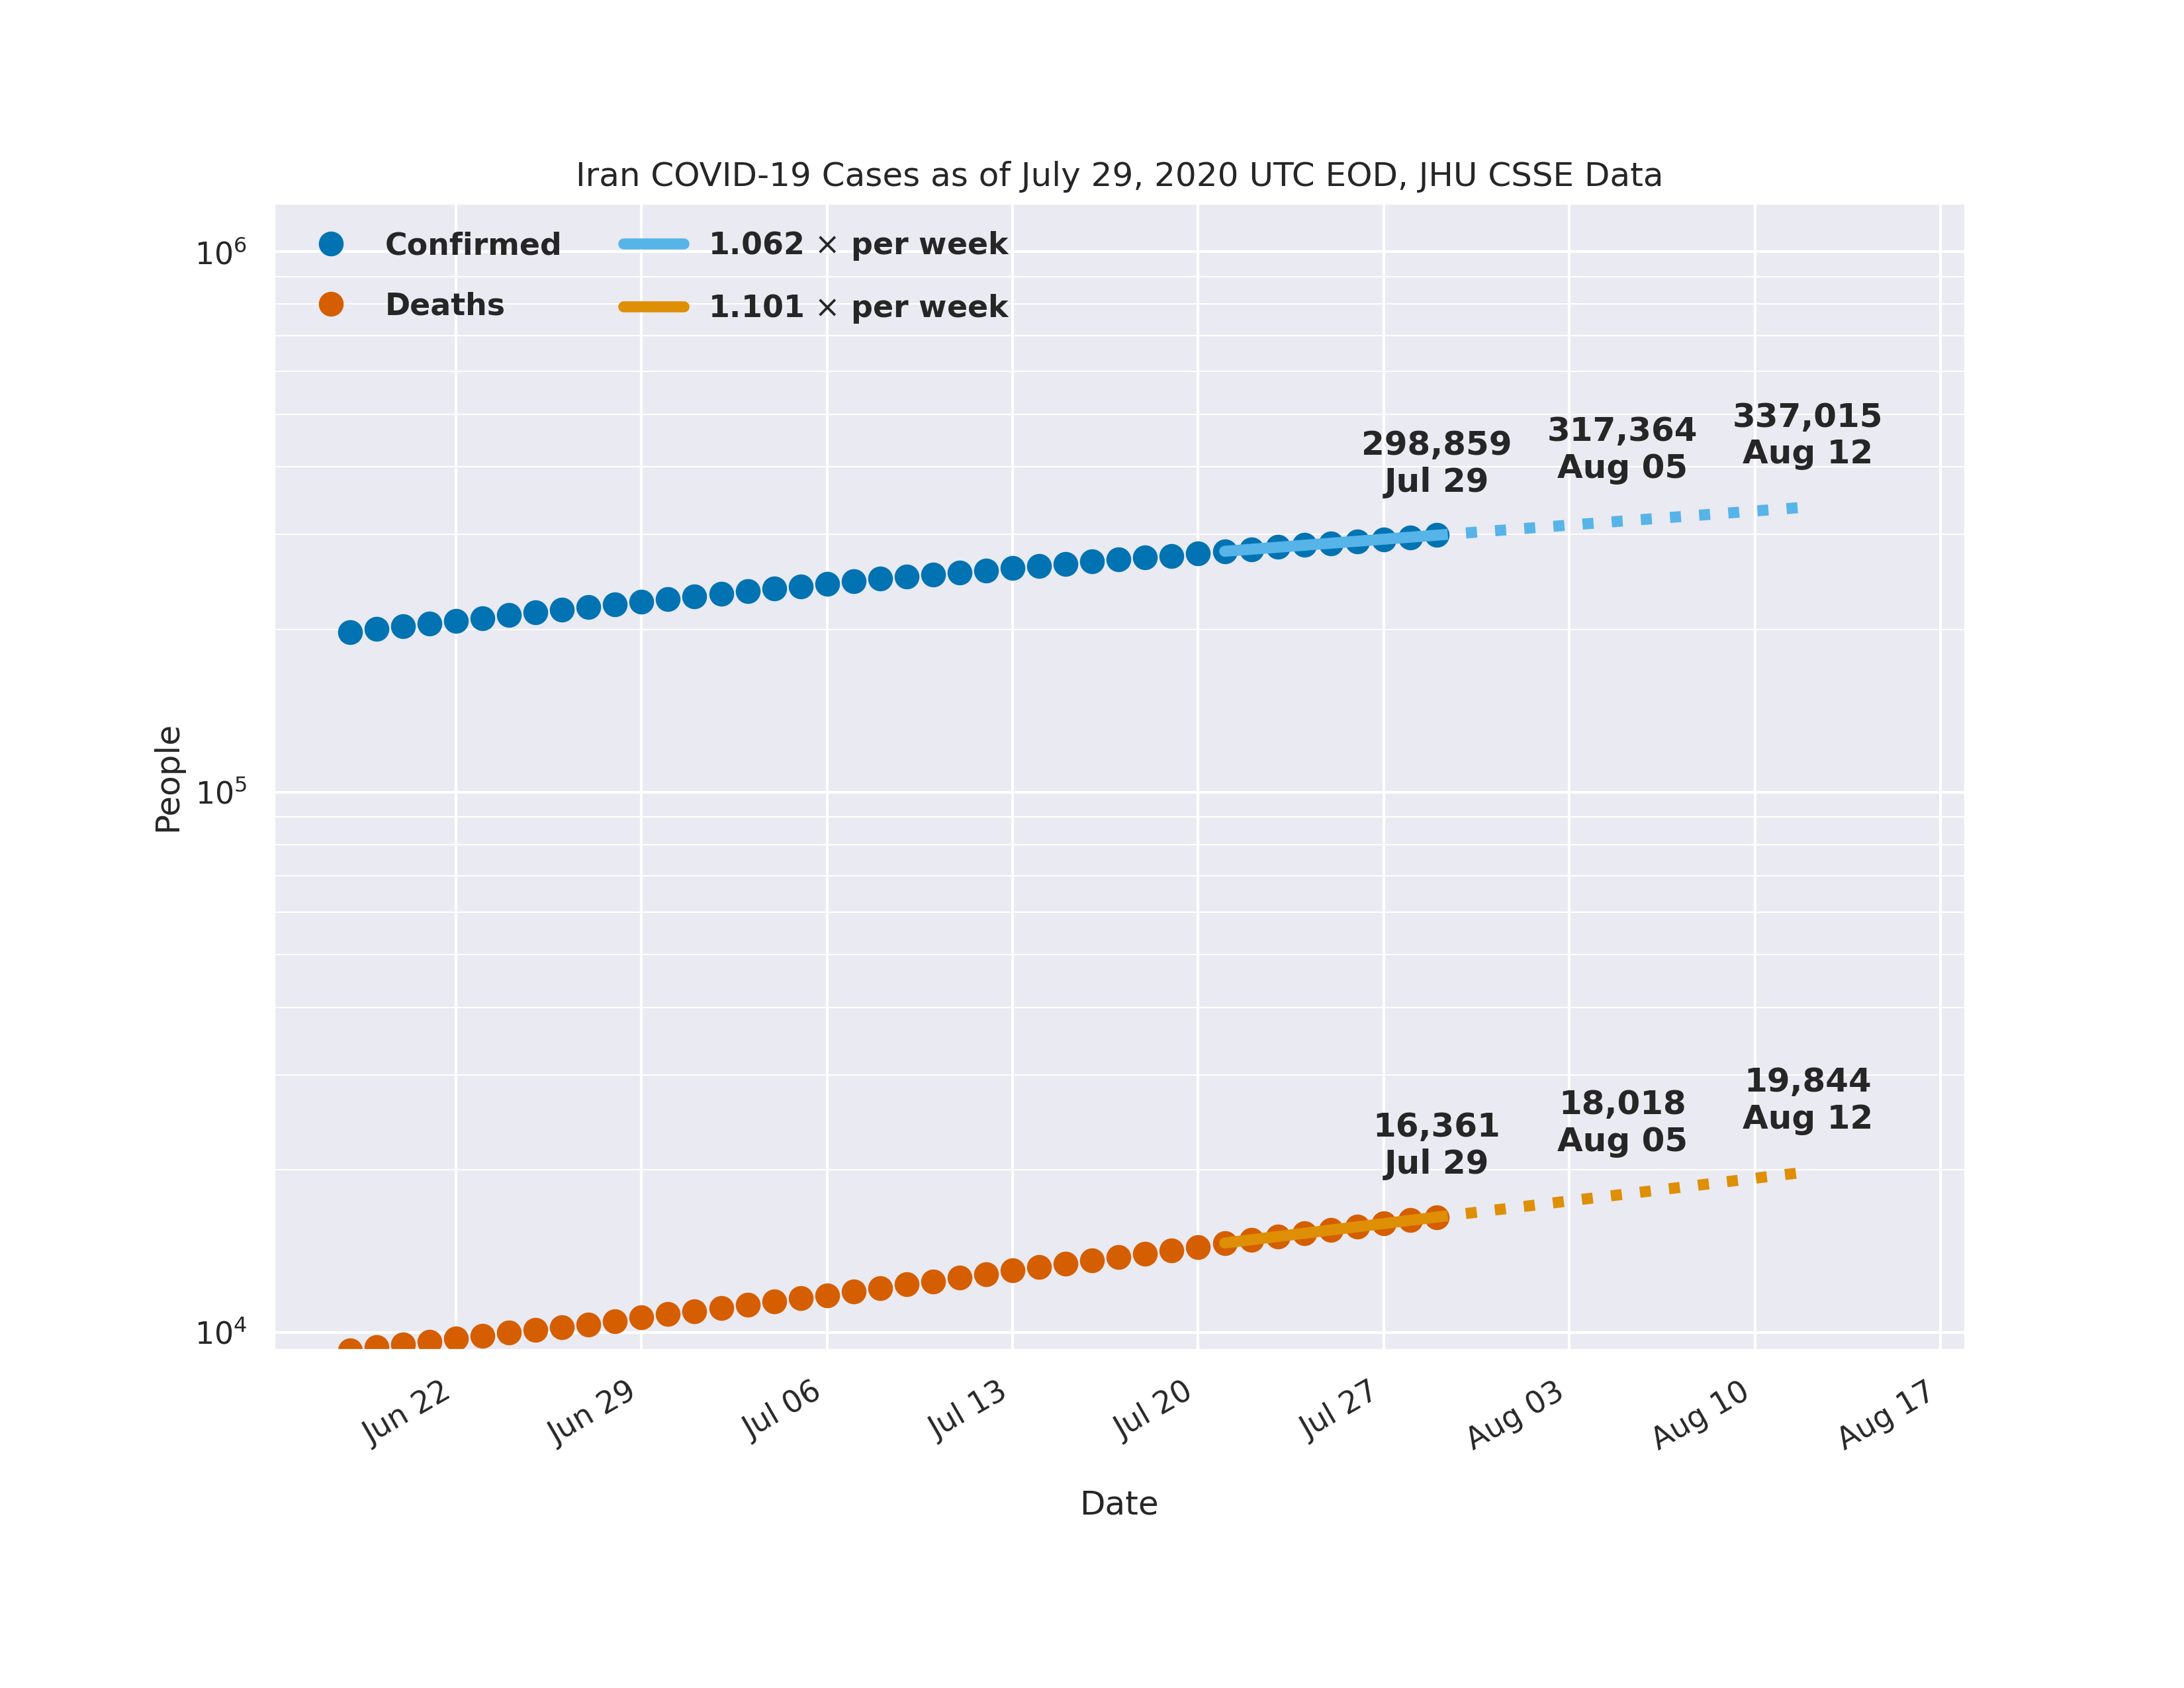 Iran COVID-19 Cases as of July 29, 2020 UTC EOD, JHU CSSE Data
Confirmed
Deaths
1.062 × per week
1.101 × per week
298,859
Jul 29
317,364
Aug 05
337,015
Aug 12
16,361
Jul 29
18,018
Aug 05
19,844
Aug 12
People
10⁶
10⁵
10⁴
Jun 22
Jun 29
Jul 06
Jul 13
Jul 20
Jul 27
Aug 03
Aug 10
Aug 17
Date